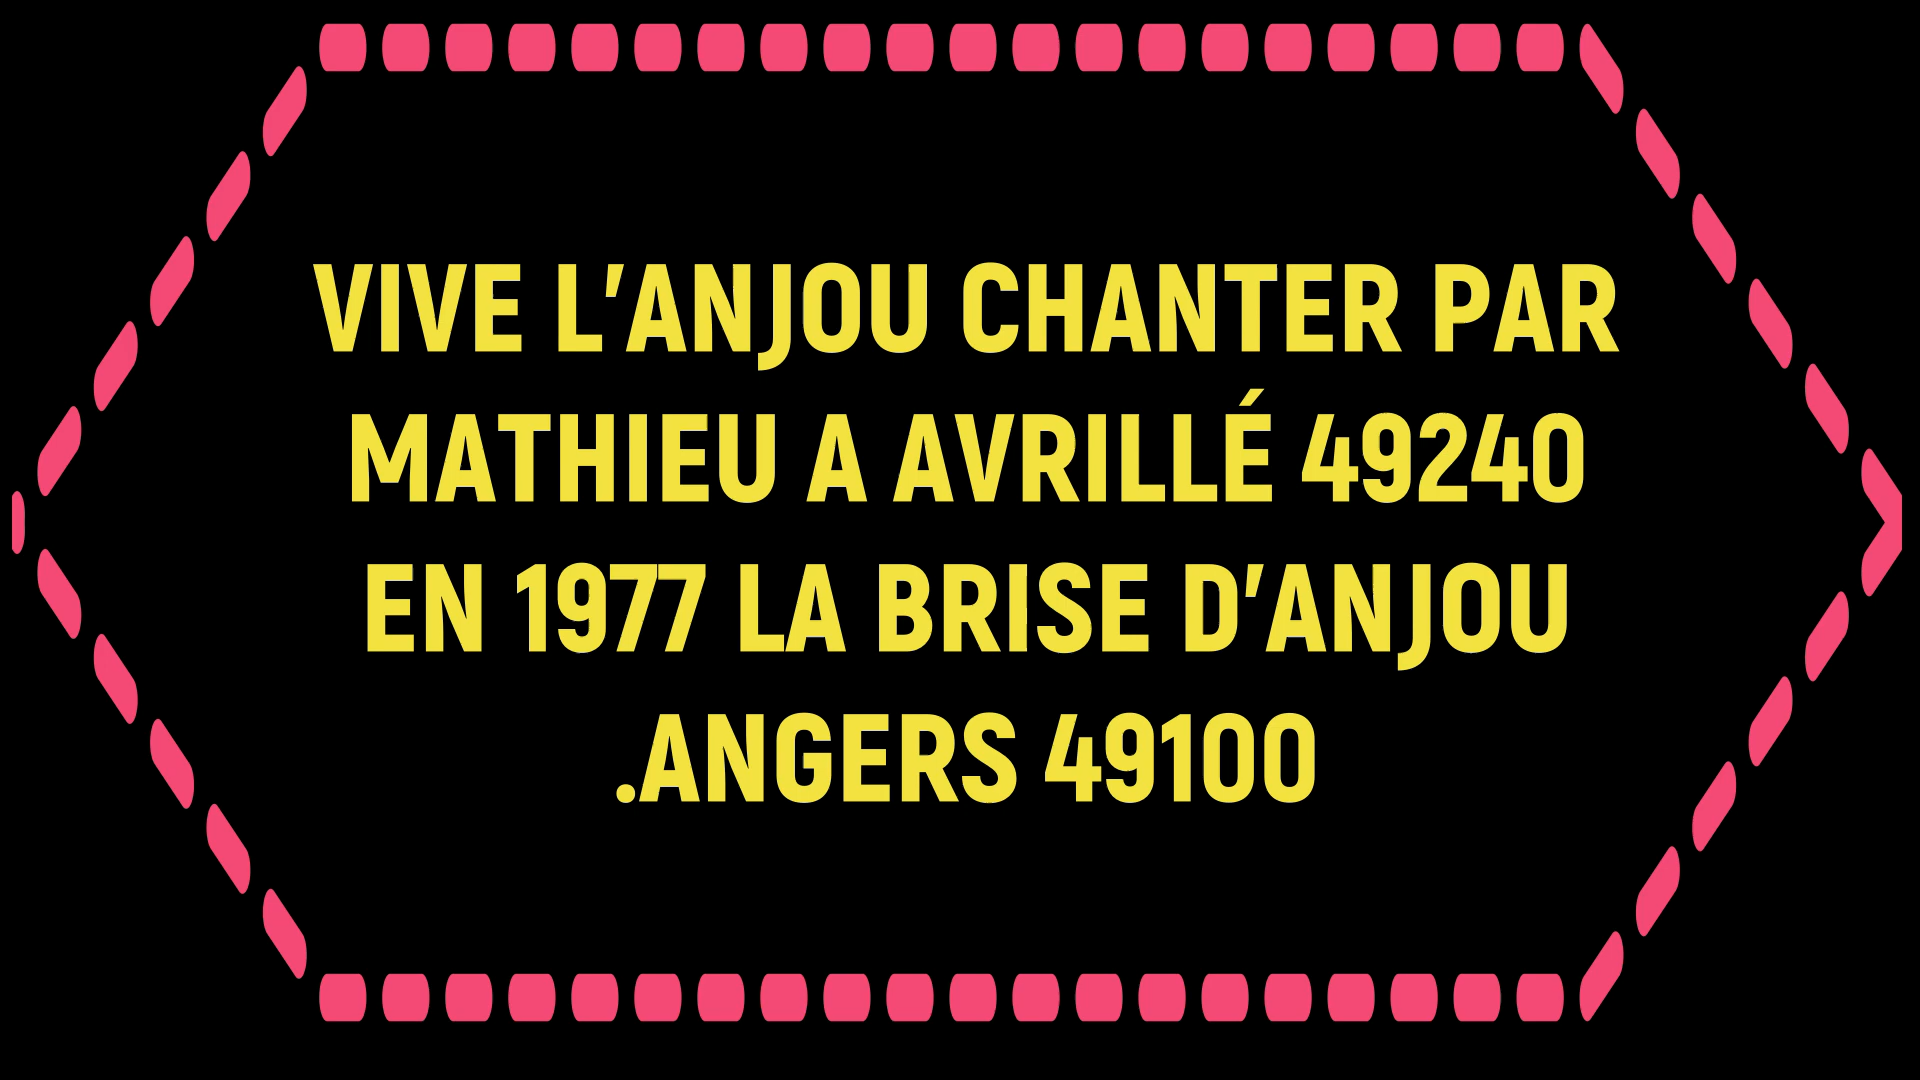 VIVE L'ANJOU CHANTER PAR
MATHIEU A AVRILLÉ 49240
EN 1977 LA BRISE D'ANJOU
.ANGERS 49100